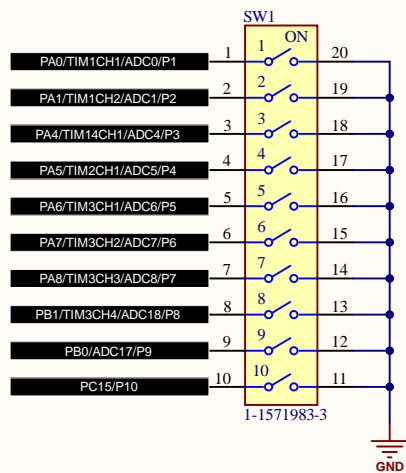 SW1
ON
PA0/TIM1CH1/ADC0/P1 1 1 20
PA1/TIM1CH2/ADC1/P2 2 2 19
PA4/TIM14CH1/ADC4/P3 3 3 18
PA5/TIM2CH1/ADC5/P4 4 4 17
PA6/TIM3CH1/ADC6/P5 5 5 16
PA7/TIM3CH2/ADC7/P6 6 6 15
PA8/TIM3CH3/ADC8/P7 7 7 14
PB1/TIM3CH4/ADC18/P8 8 8 13
PB0/ADC17/P9 9 9 12
PC15/P10 10 10 11
1-1571983-3
GND